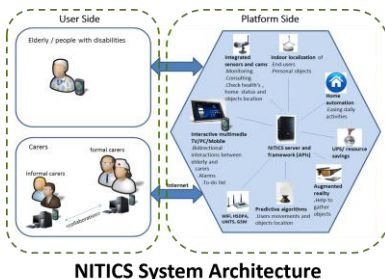 User Side
Platform Side
Elderly / people with disabilities
Carers
formal carers
Informal carers
collaboration
Internet
Integrated
sensors and cams
.Monitoring
Consulting
.Check health's ,
home status and
objects location
Indoor localization of
.End users
.Personal objects
Home
automation
.Easing daily
activities
Interactive multimedia
TV/PC/Mobile
.Bidirectional
interactions between
elderly and
carers
. Alarms
. To do list
NITICS server and
framework (APIs)
UPS/ resource
savings
Augmented
reality
.Help to
gather
objects
Predictive algorithms
.Users movements and
objects location
WiFi, HSDPA,
UMTS, GSM
NITICS System Architecture